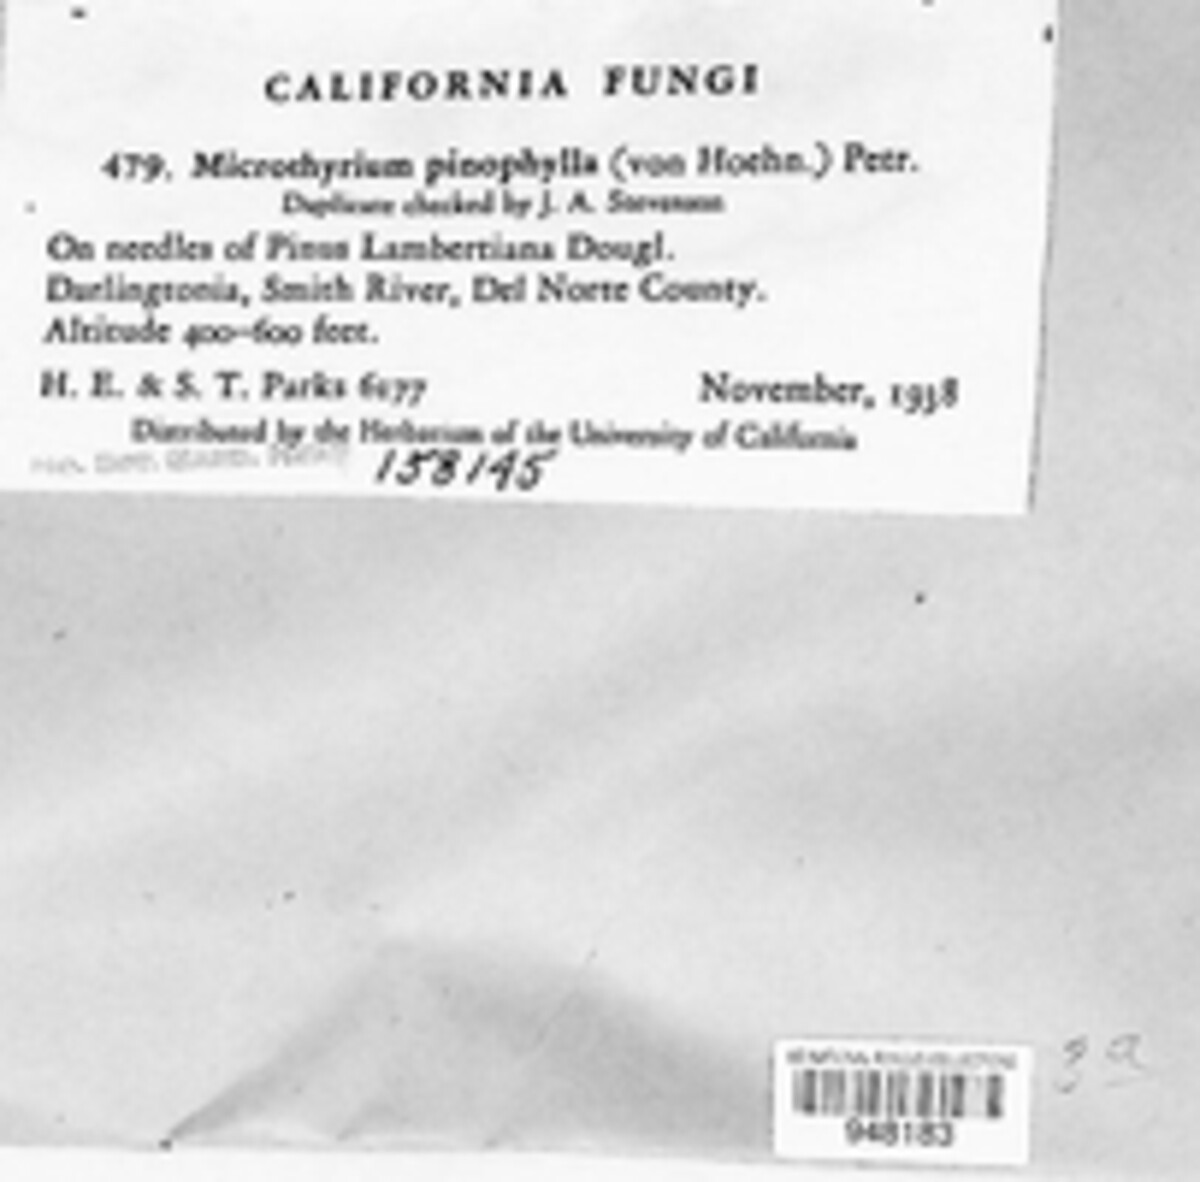 CALIFORNIA FUNGI
479. Microthyrium pinophylla (von Hoehn.) Petr.
Duplicate checked by J. A. Stevenson
On needles of Pinus Lambertiana Dougl.
Darlingtonia, Smith River, Del Norte County.
Altitude 400–600 feet.
H. E. & S. T. Parks 6177 November, 1938
Distributed by the Herbarium of the University of California
158145
948183